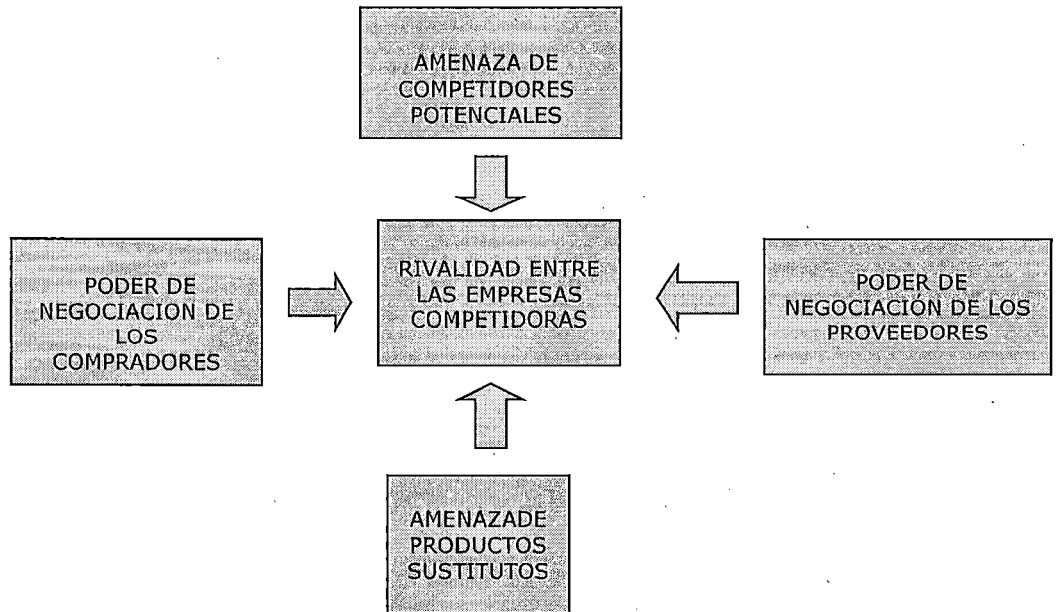 AMENAZA DE
COMPETIDORES
POTENCIALES
PODER DE
NEGOCIACION DE
LOS
COMPRADORES
RIVALIDAD ENTRE
LAS EMPRESAS
COMPETIDORAS
PODER DE
NEGOCIACIÓN DE LOS
PROVEEDORES
AMENAZADE
PRODUCTOS
SUSTITUTOS